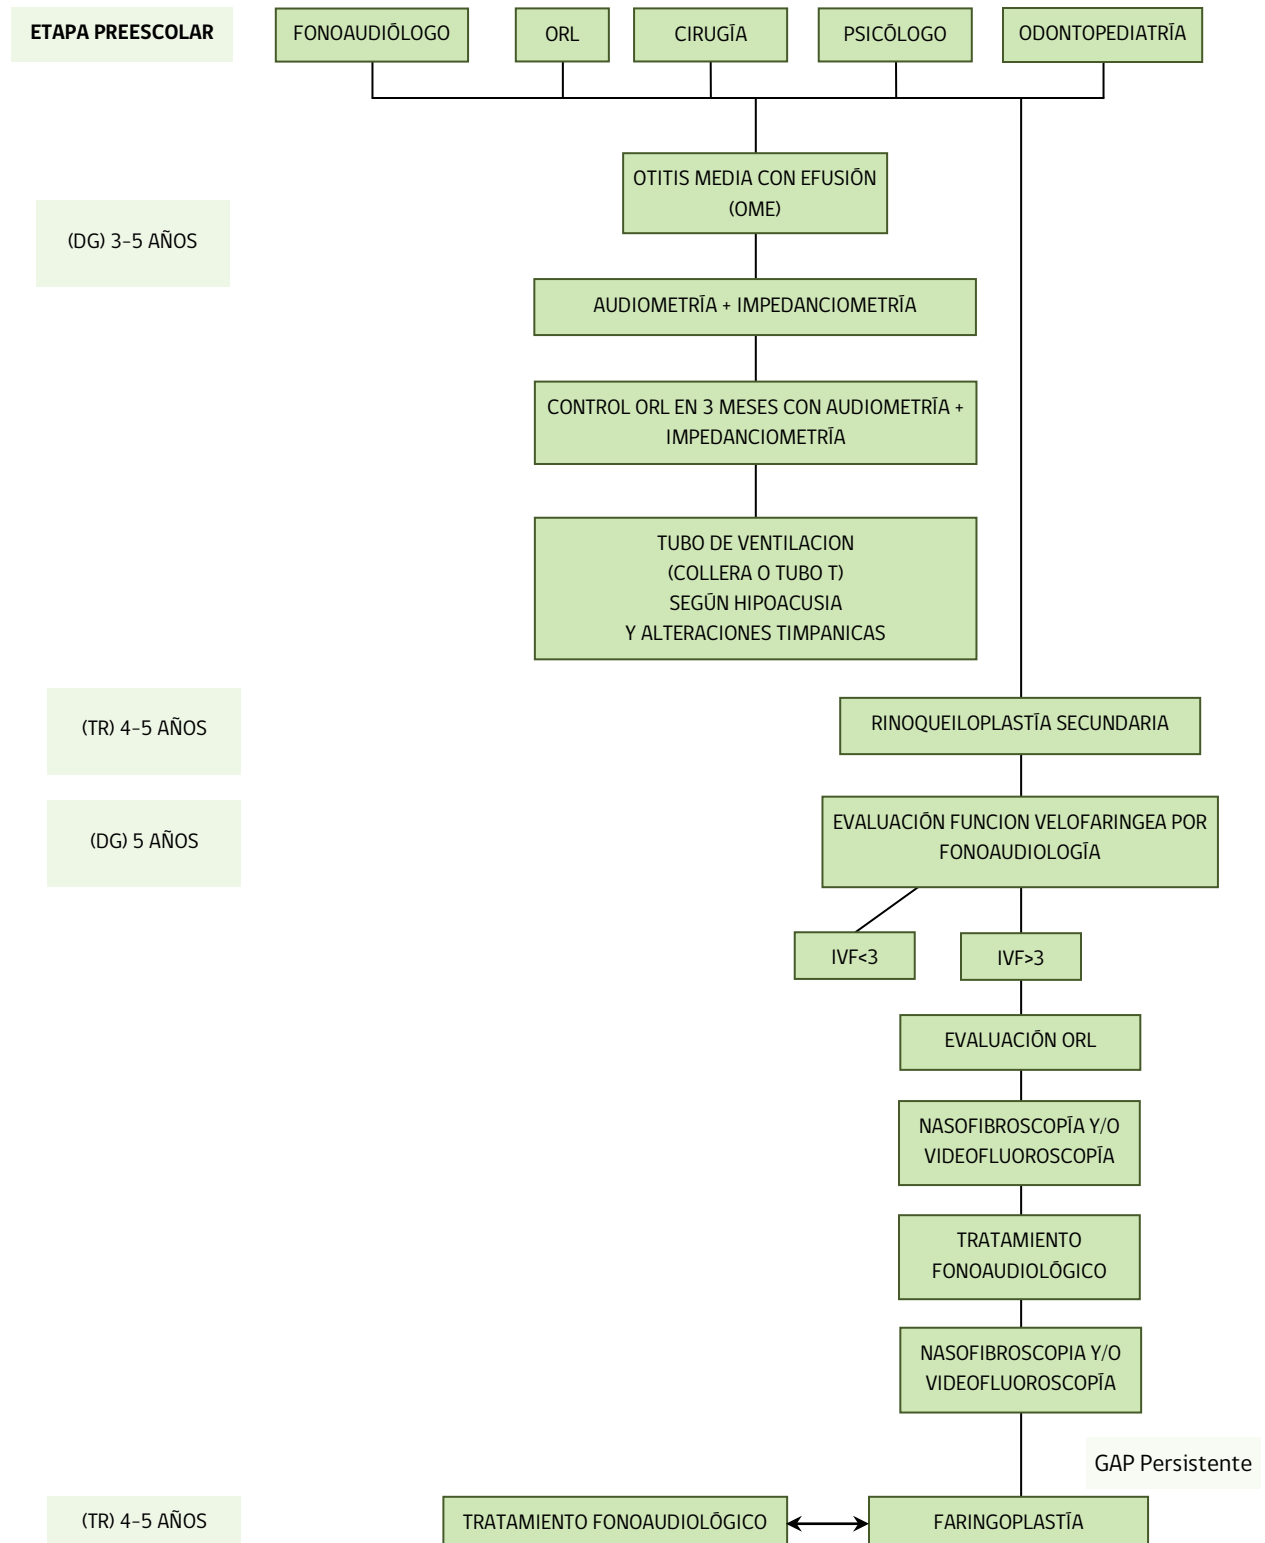 ETAPA PREESCOLAR
FONOAUDIÓLOGO
ORL
CIRUGÍA
PSICÓLOGO
ODONTOPEDIATRÍA
OTITIS MEDIA CON EFUSIÓN
(OME)
(DG) 3-5 AÑOS
AUDIOMETRÍA + IMPEDANCIOMETRÍA
CONTROL ORL EN 3 MESES CON AUDIOMETRÍA +
IMPEDANCIOMETRÍA
TUBO DE VENTILACION
(COLLERA O TUBO T)
SEGÚN HIPOACUSIA
Y ALTERACIONES TIMPANICAS
(TR) 4-5 AÑOS
RINOQUEILOPLASTÍA SECUNDARIA
(DG) 5 AÑOS
EVALUACIÓN FUNCION VELOFARINGEA POR
FONOAUDIOLOGÍA
IVF<3
IVF>3
EVALUACIÓN ORL
NASOFIBROSCOPÍA Y/O
VIDEOFLUOROSCOPÍA
TRATAMIENTO
FONOAUDIOLÓGICO
NASOFIBROSCOPIA Y/O
VIDEOFLUOROSCOPÍA
GAP Persistente
(TR) 4-5 AÑOS
TRATAMIENTO FONOAUDIOLÓGICO
FARINGOPLASTÍA